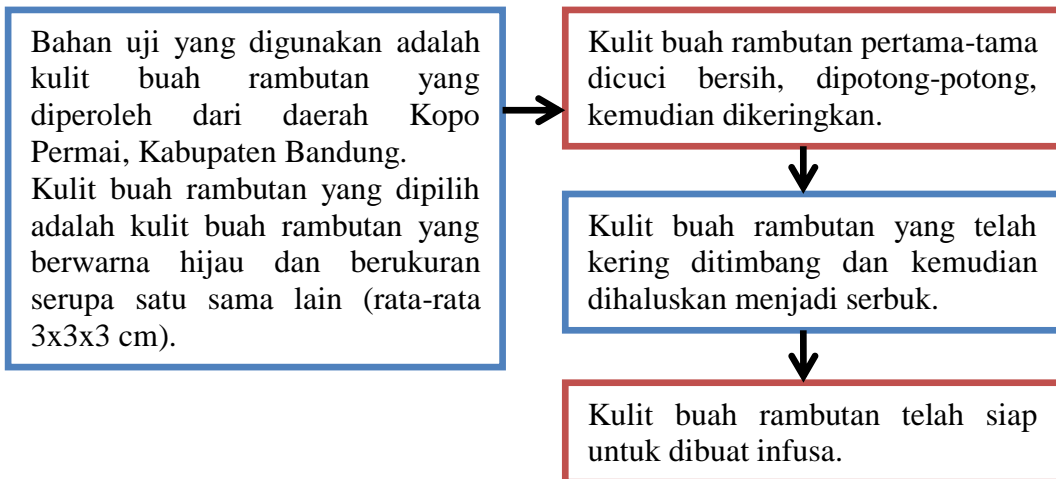 Bahan uji yang digunakan adalah
kulit buah rambutan yang
diperoleh dari daerah Kopo
Permai, Kabupaten Bandung.
Kulit buah rambutan yang dipilih
adalah kulit buah rambutan yang
berwarna hijau dan berukuran
serupa satu sama lain (rata-rata
3x3x3 cm).
Kulit buah rambutan pertama-tama
dicuci bersih, dipotong-potong,
kemudian dikeringkan.
Kulit buah rambutan yang telah
kering ditimbang dan kemudian
dihaluskan menjadi serbuk.
Kulit buah rambutan telah siap
untuk dibuat infusa.